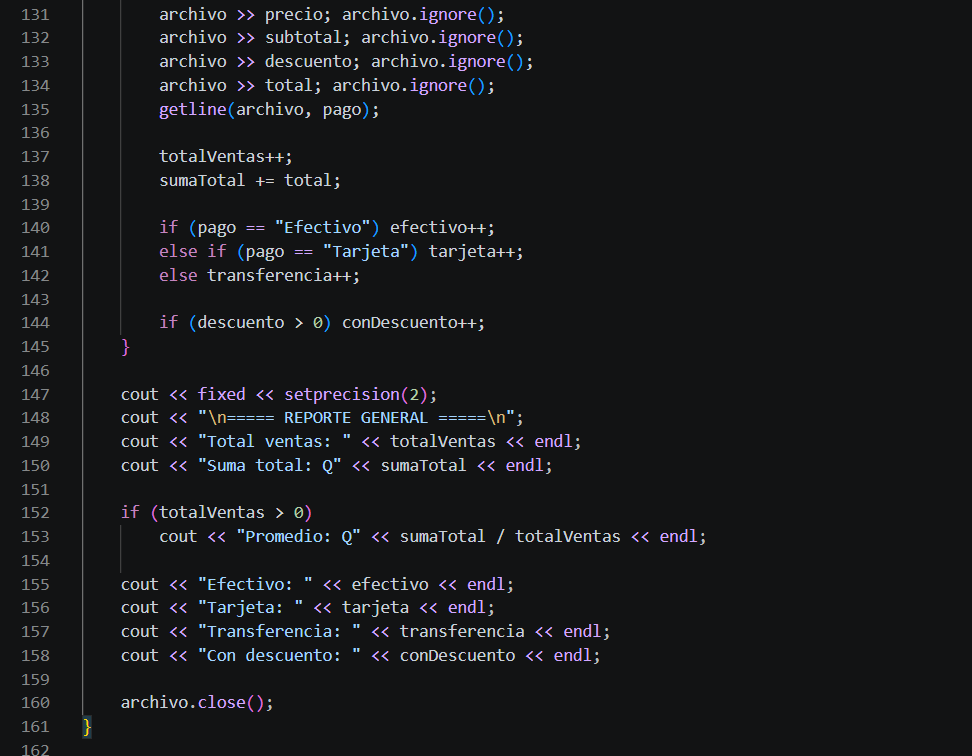 131 archivo >> precio; archivo.ignore();
132 archivo >> subtotal; archivo.ignore();
133 archivo >> descuento; archivo.ignore();
134 archivo >> total; archivo.ignore();
135 getline(archivo, pago);
136
137 totalVentas++;
138 sumaTotal += total;
139
140 if (pago == "Efectivo") efectivo++;
141 else if (pago == "Tarjeta") tarjeta++;
142 else transferencia++;
143
144 if (descuento > 0) conDescuento++;
145 }
146
147 cout << fixed << setprecision(2);
148 cout << "\n===== REPORTE GENERAL =====\n";
149 cout << "Total ventas: " << totalVentas << endl;
150 cout << "Suma total: Q" << sumaTotal << endl;
151
152 if (totalVentas > 0)
153 cout << "Promedio: Q" << sumaTotal / totalVentas << endl;
154
155 cout << "Efectivo: " << efectivo << endl;
156 cout << "Tarjeta: " << tarjeta << endl;
157 cout << "Transferencia: " << transferencia << endl;
158 cout << "Con descuento: " << conDescuento << endl;
159
160 archivo.close();
161 }
162